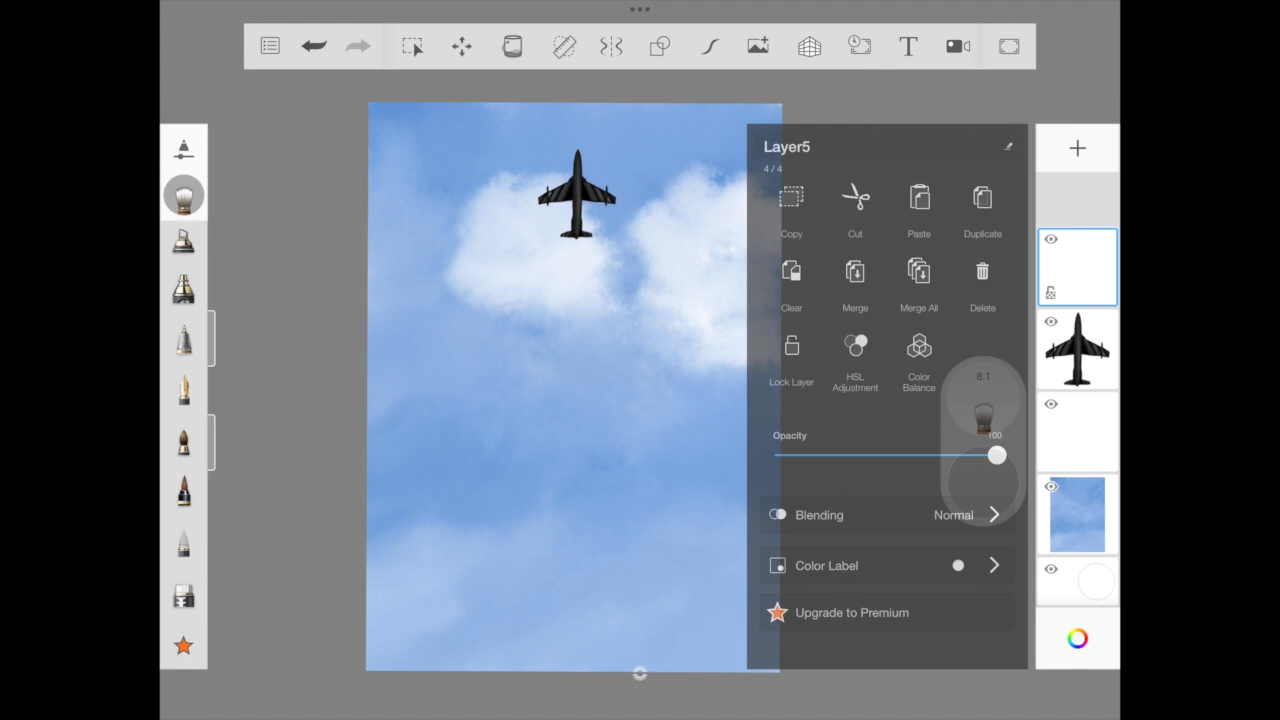 T
Layer5
4 / 4
Copy
Cut
Paste
Duplicate
Clear
Merge
Merge All
Delete
Lock Layer
HSL
Adjustment
Color
Balance
8.1
Opacity
100
Blending
Normal
Color Label
Upgrade to Premium